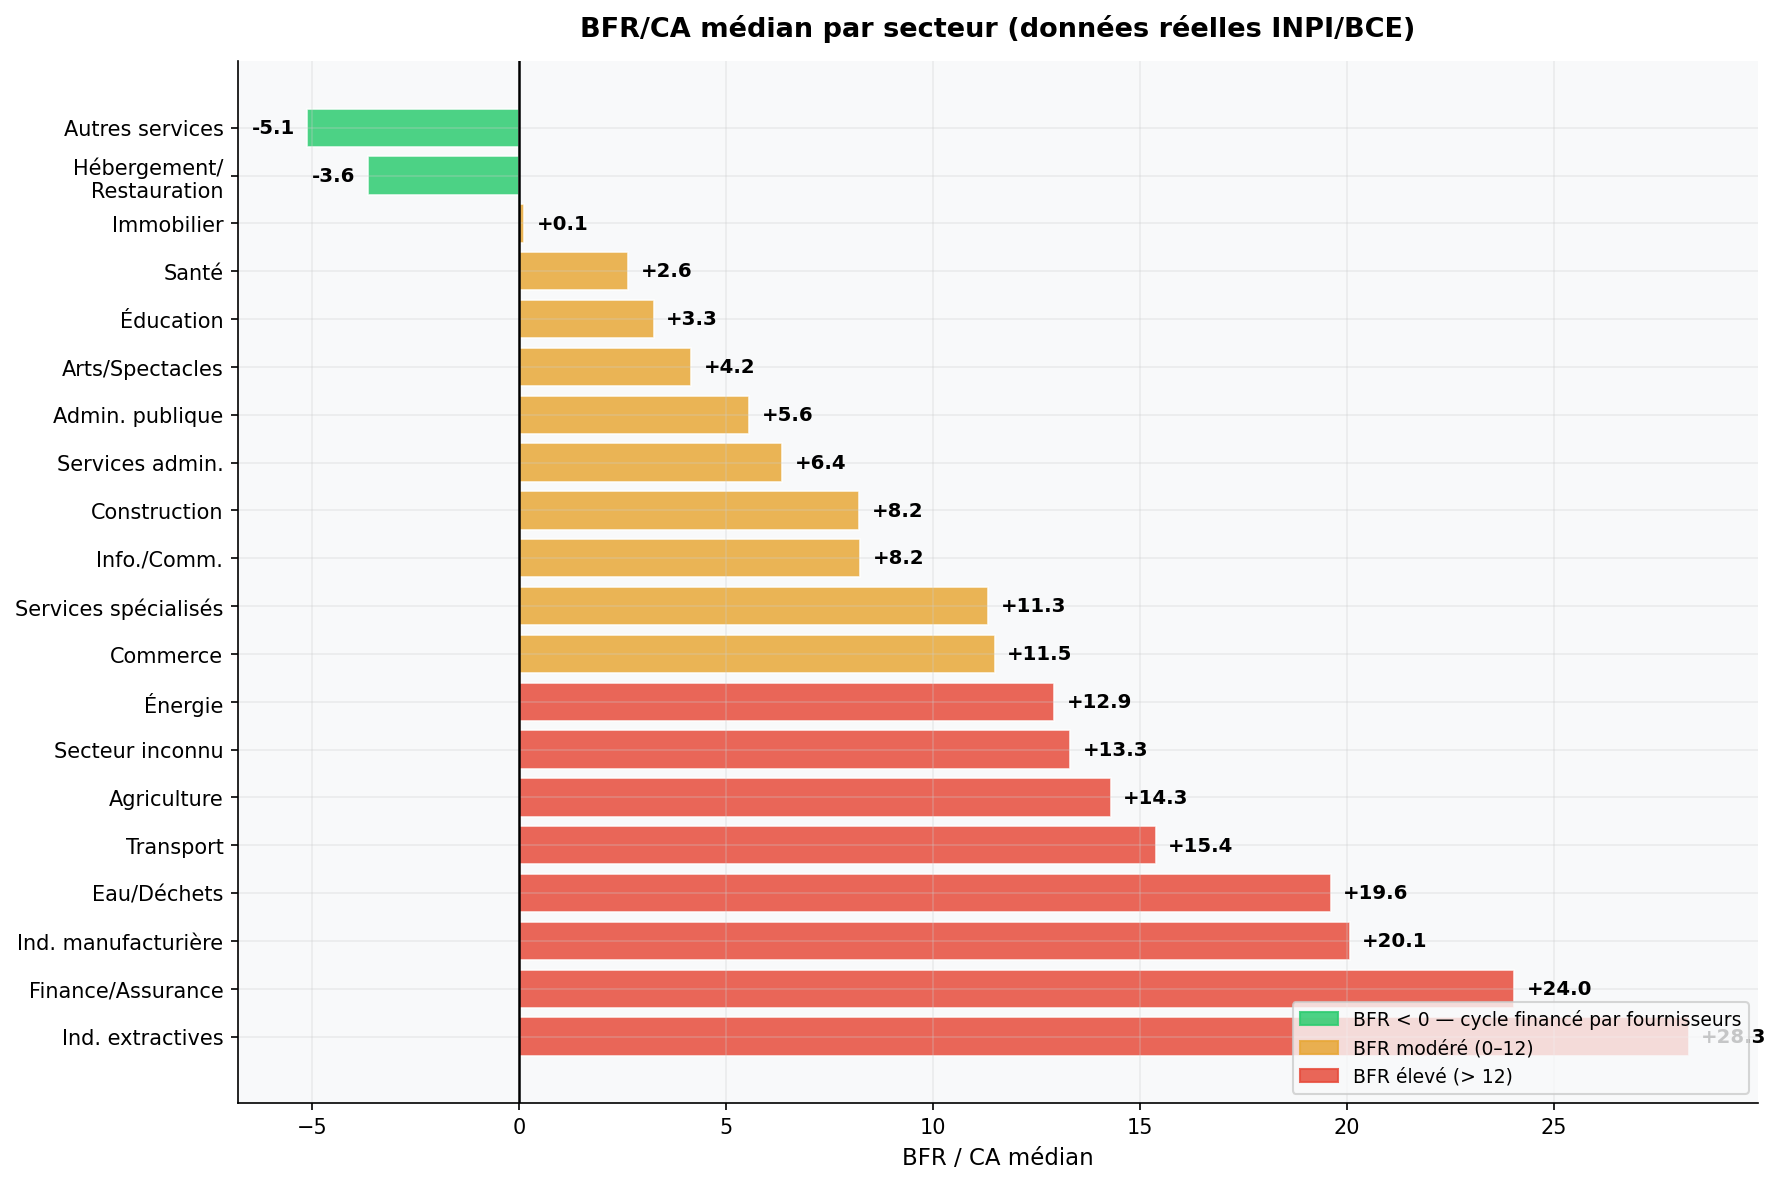 BFR/CA médian par secteur (données réelles INPI/BCE)
Autres services
-5.1
Hébergement/
Restauration
-3.6
Immobilier
+0.1
Santé
+2.6
Éducation
+3.3
Arts/Spectacles
+4.2
Admin. publique
+5.6
Services admin.
+6.4
Construction
+8.2
Info./Comm.
+8.2
Services spécialisés
+11.3
Commerce
+11.5
Énergie
+12.9
Secteur inconnu
+13.3
Agriculture
+14.3
Transport
+15.4
Eau/Déchets
+19.6
Ind. manufacturière
+20.1
Finance/Assurance
+24.0
Ind. extractives
+28.3
BFR < 0 — cycle financé par fournisseurs
BFR modéré (0–12)
BFR élevé (> 12)
−5 0 5 10 15 20 25
BFR / CA médian